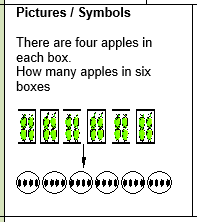 Pictures / Symbols
There are four apples in
each box.
How many apples in six
boxes